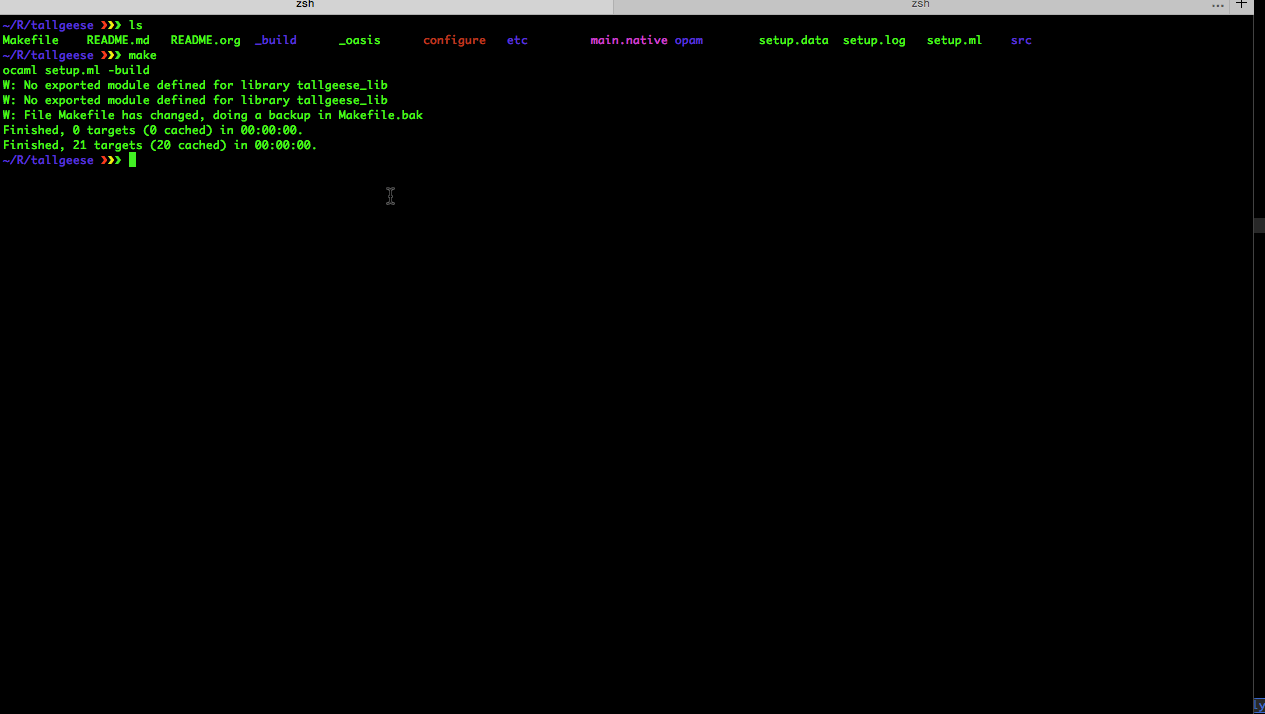 zsh zsh ... +
~/R/tallgeese ❯❯❯ ls
Makefile README.md README.org _build _oasis configure etc main.native opam setup.data setup.log setup.ml src
~/R/tallgeese ❯❯❯ make
ocaml setup.ml -build
W: No exported module defined for library tallgeese_lib
W: No exported module defined for library tallgeese_lib
W: File Makefile has changed, doing a backup in Makefile.bak
Finished, 0 targets (0 cached) in 00:00:00.
Finished, 21 targets (20 cached) in 00:00:00.
~/R/tallgeese ❯❯❯
ly